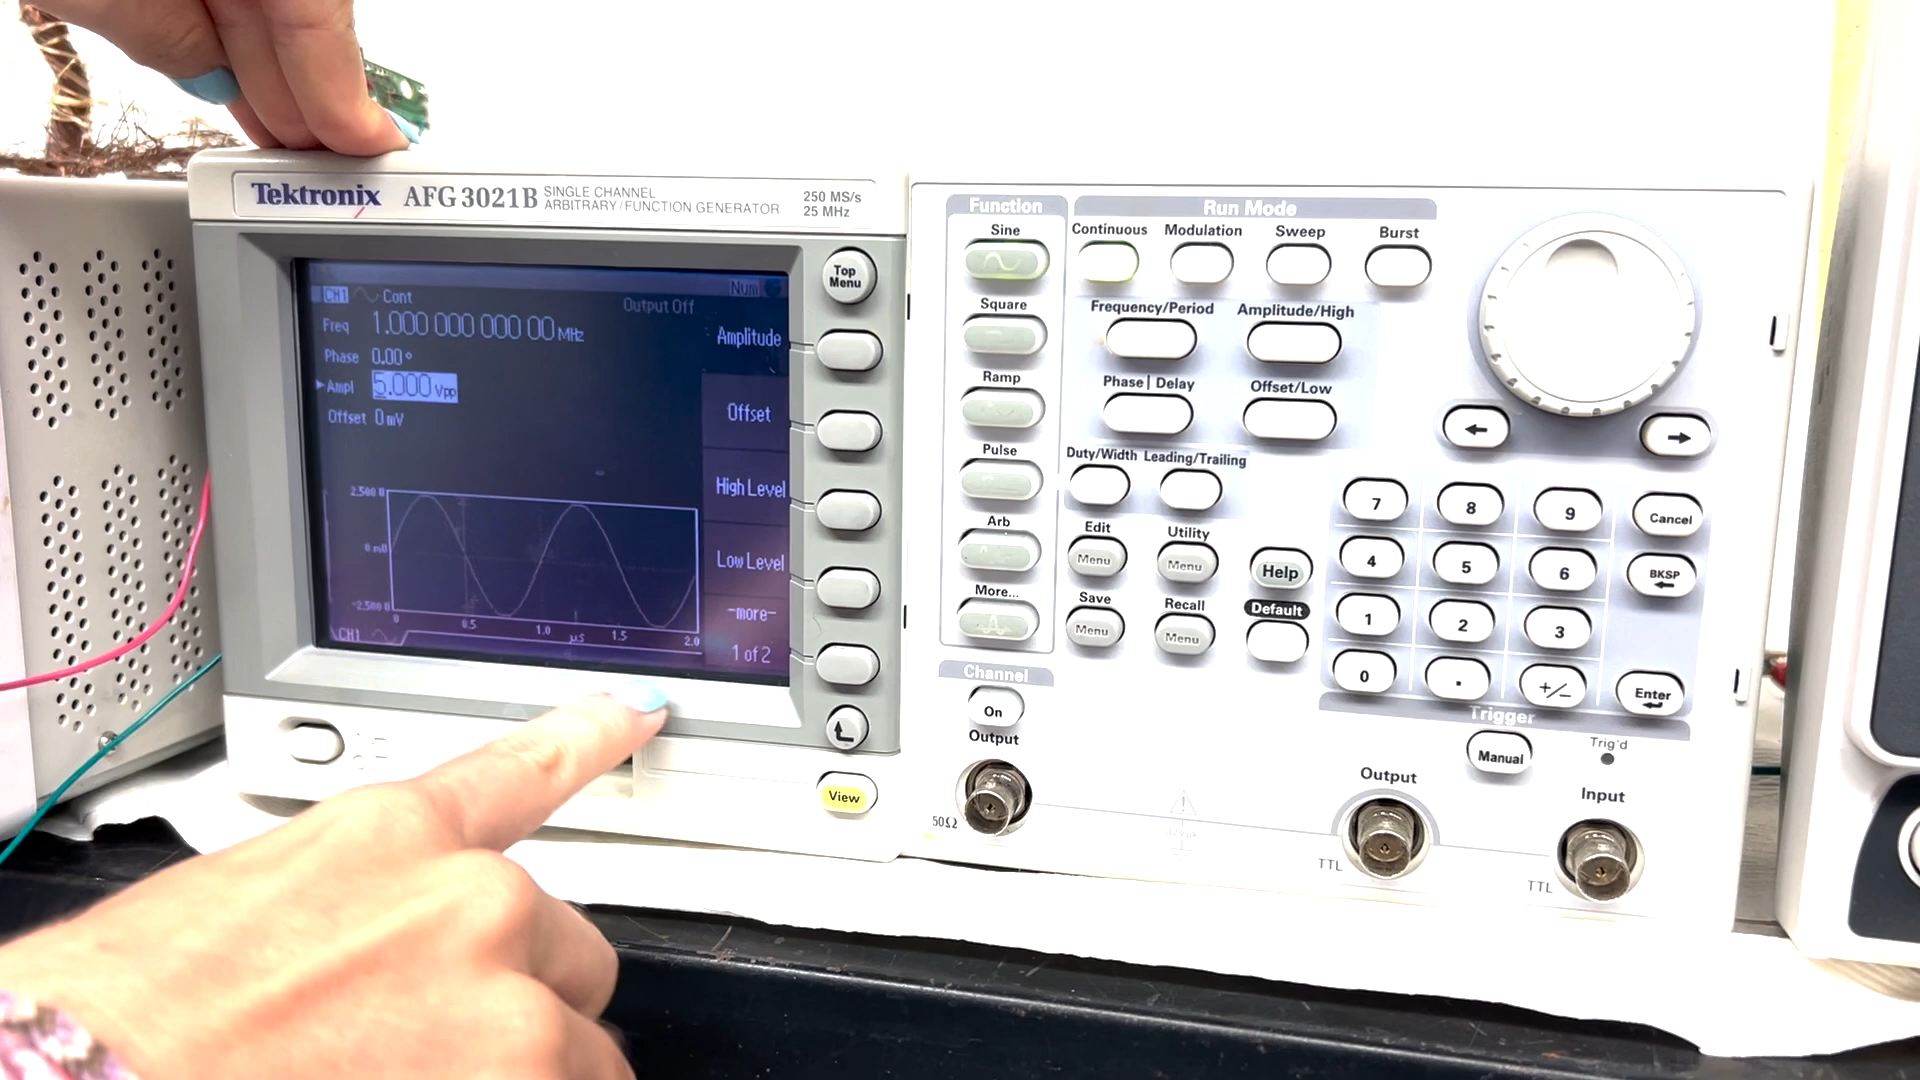 Tektronix AFG 3021B SINGLE CHANNEL
ARBITRARY/FUNCTION GENERATOR
250 MS/s
25 MHz
CH1 Cont
Num
Output Off
Freq 1.000 000 000 00 MHz
Phase 0.00 °
Ampl 5.000 Vpp
Offset 0 mV
Amplitude
Offset
High Level
Low Level
-more-
1 of 2
2.500 V
0 mV
-2.500 V
0 0.5 1.0 1.5 2.0
µs
CH1
Top
Menu
View
Function
Sine
Square
Ramp
Pulse
Arb
More...
Run Mode
Continuous Modulation Sweep Burst
Frequency/Period Amplitude/High
Phase | Delay Offset/Low
Duty/Width Leading/Trailing
Edit Utility
Menu Menu
Help
Save Recall Default
Menu Menu
7 8 9 Cancel
4 5 6 BKSP
1 2 3
0 . +/− Enter
Channel
On
Output
50Ω
Trigger
Manual
Trig'd
Output
TTL
Input
TTL